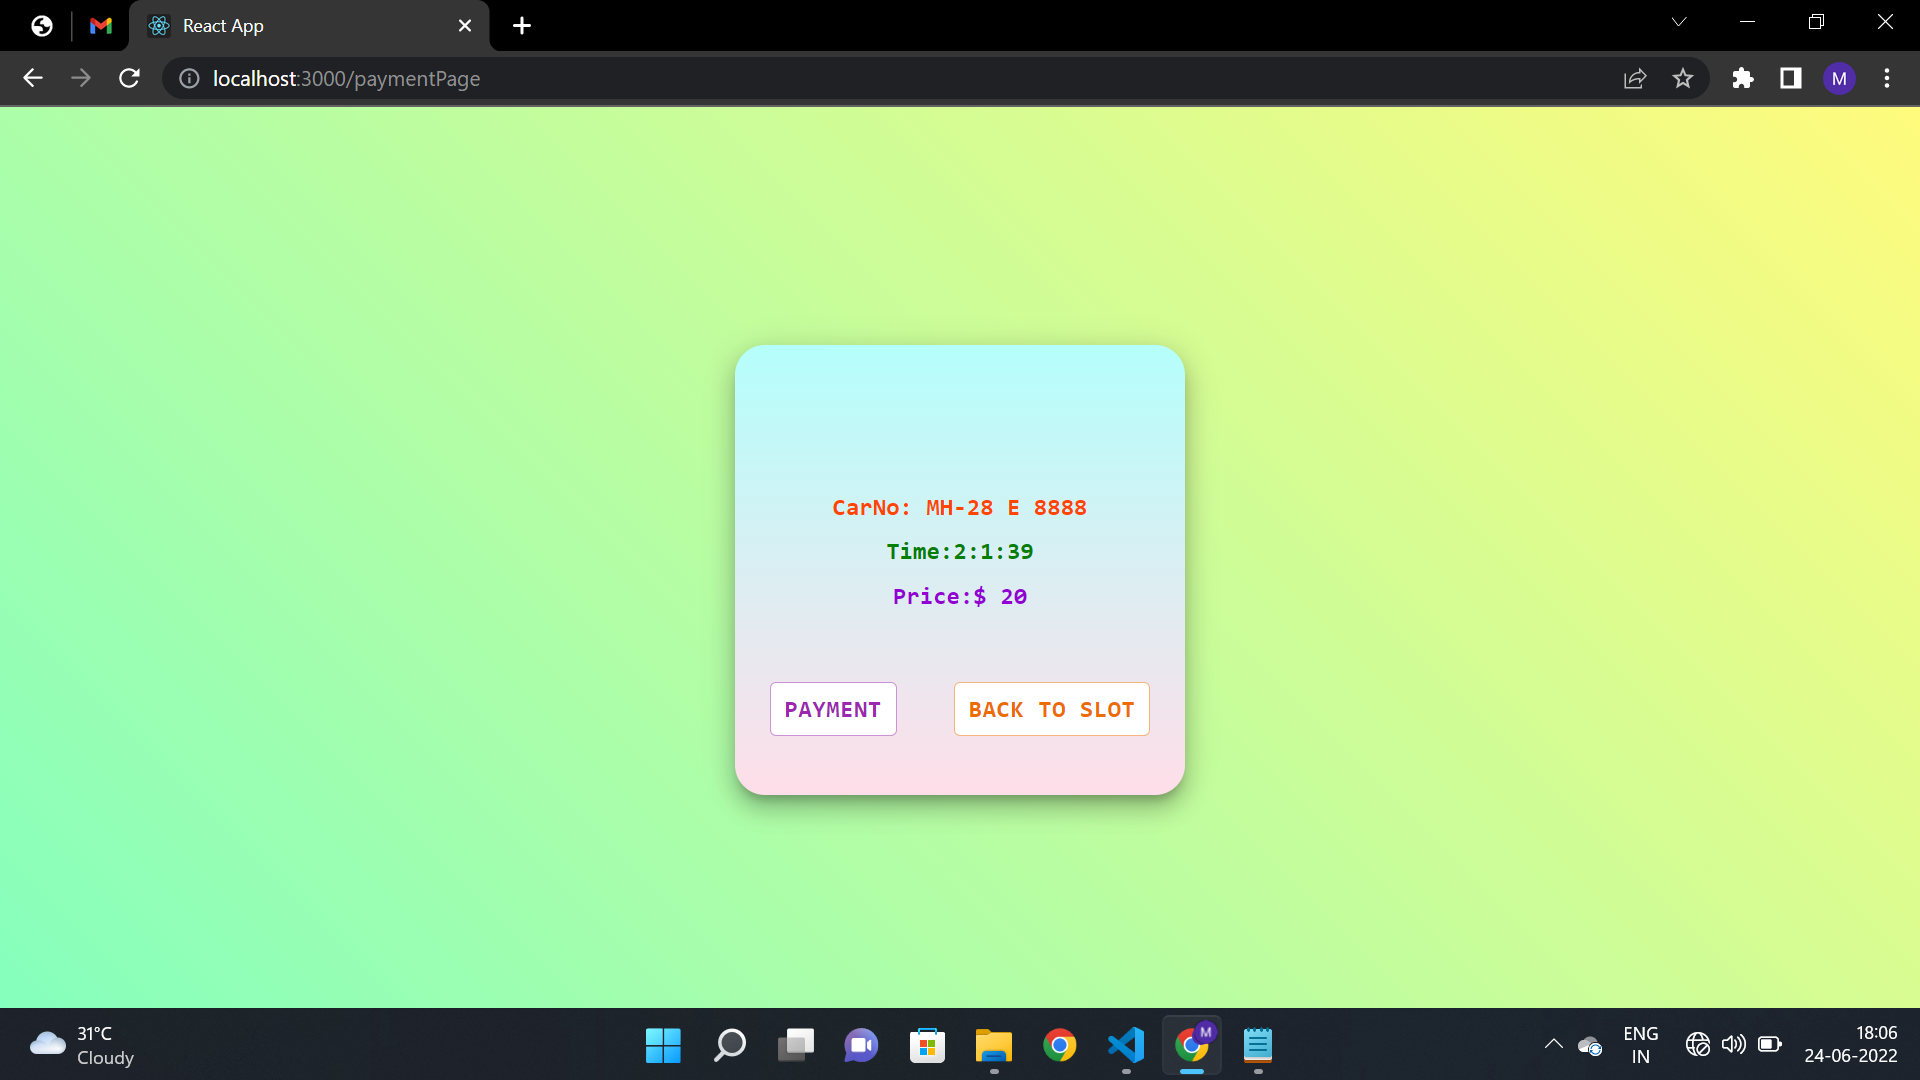 React App
localhost:3000/paymentPage
M
CarNo: MH-28 E 8888
Time:2:1:39
Price:$ 20
PAYMENT
BACK TO SLOT
31°C
Cloudy
M
ENG
IN
18:06
24-06-2022